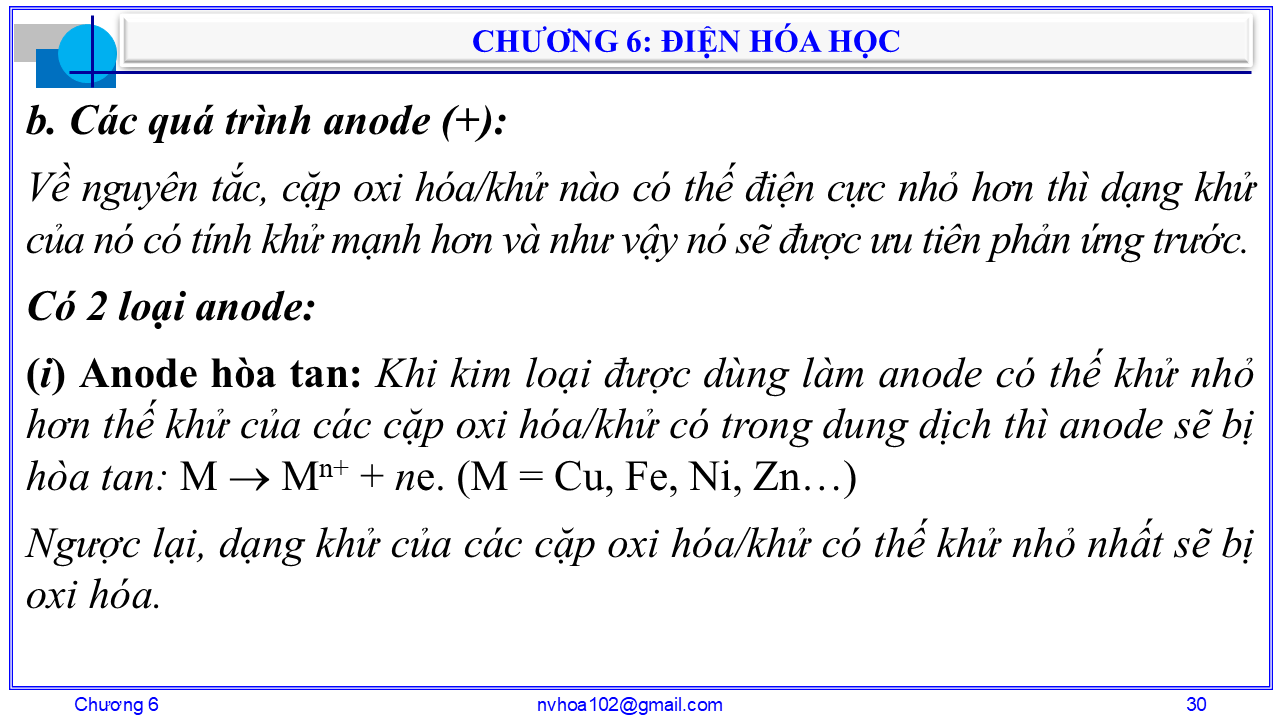 CHƯƠNG 6: ĐIỆN HÓA HỌC
b. Các quá trình anode (+):
Về nguyên tắc, cặp oxi hóa/khử nào có thế điện cực nhỏ hơn thì dạng khử
của nó có tính khử mạnh hơn và như vậy nó sẽ được ưu tiên phản ứng trước.
Có 2 loại anode:
(i) Anode hòa tan: Khi kim loại được dùng làm anode có thế khử nhỏ
hơn thế khử của các cặp oxi hóa/khử có trong dung dịch thì anode sẽ bị
hòa tan: M → Mⁿ⁺ + ne. (M = Cu, Fe, Ni, Zn…)
Ngược lại, dạng khử của các cặp oxi hóa/khử có thế khử nhỏ nhất sẽ bị
oxi hóa.
Chương 6 nvhoa102@gmail.com 30